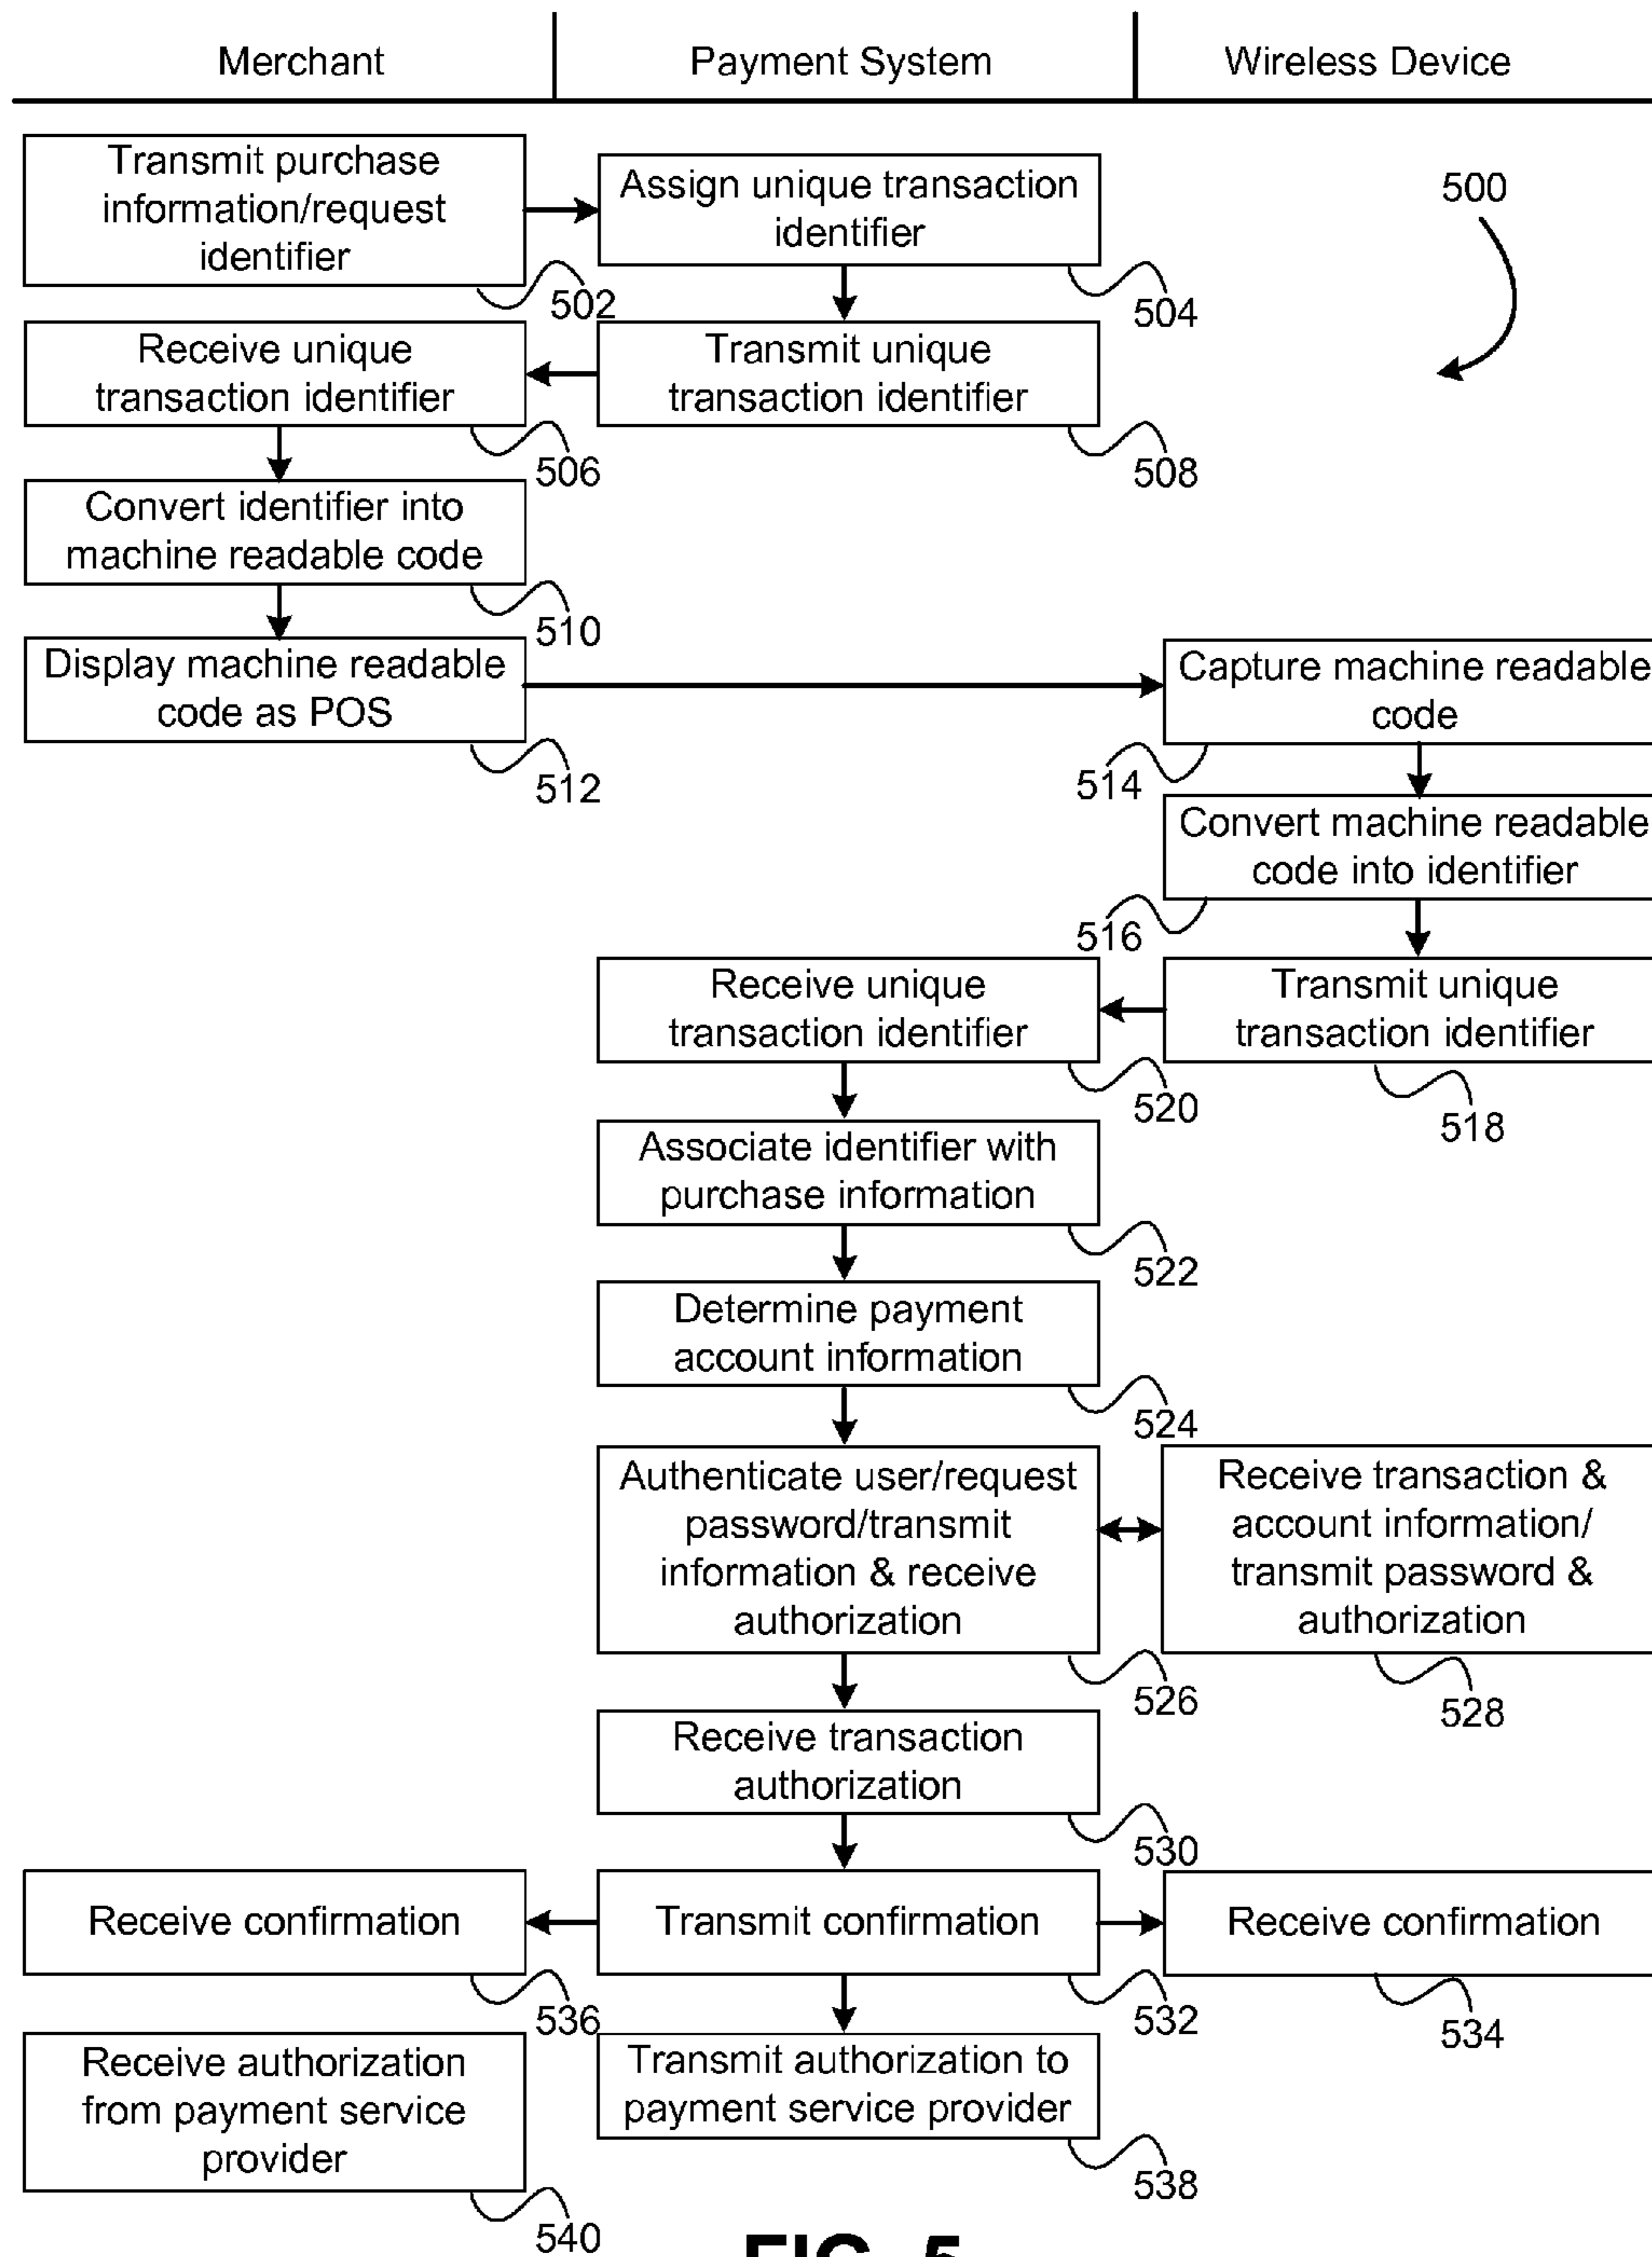 Merchant
Payment System
Wireless Device
Transmit purchase
information/request
identifier
502
Assign unique transaction
identifier
504
500
Receive unique
transaction identifier
506
Transmit unique
transaction identifier
508
Convert identifier into
machine readable code
510
Display machine readable
code as POS
512
Capture machine readable
code
514
Convert machine readable
code into identifier
516
Receive unique
transaction identifier
520
Transmit unique
transaction identifier
518
Associate identifier with
purchase information
522
Determine payment
account information
524
Authenticate user/request
password/transmit
information & receive
authorization
526
Receive transaction &
account information/
transmit password &
authorization
528
Receive transaction
authorization
530
Receive confirmation
536
Transmit confirmation
532
Receive confirmation
534
Receive authorization
from payment service
provider
540
Transmit authorization to
payment service provider
538
FIG. 5